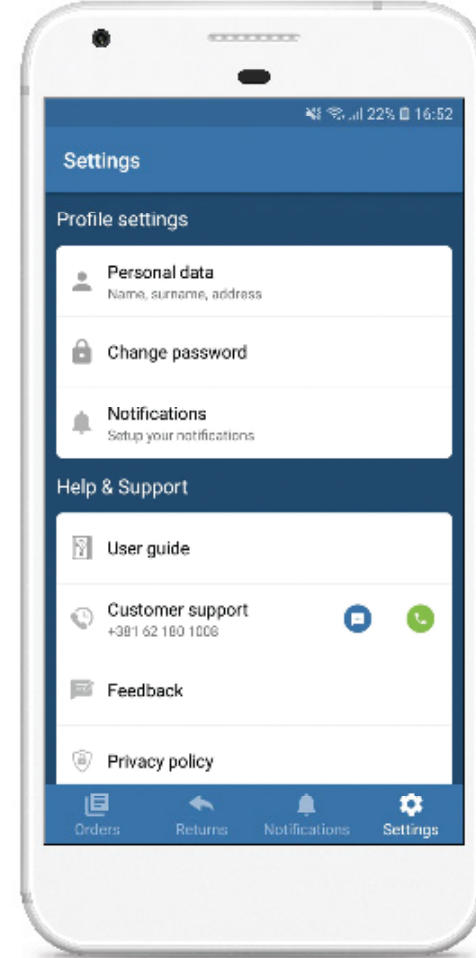 22% 16:52
Settings
Profile settings
Personal data
Name, surname, address
Change password
Notifications
Setup your notifications
Help & Support
User guide
Customer support
+381 62 180 1008
Feedback
Privacy policy
Orders Returns Notifications Settings